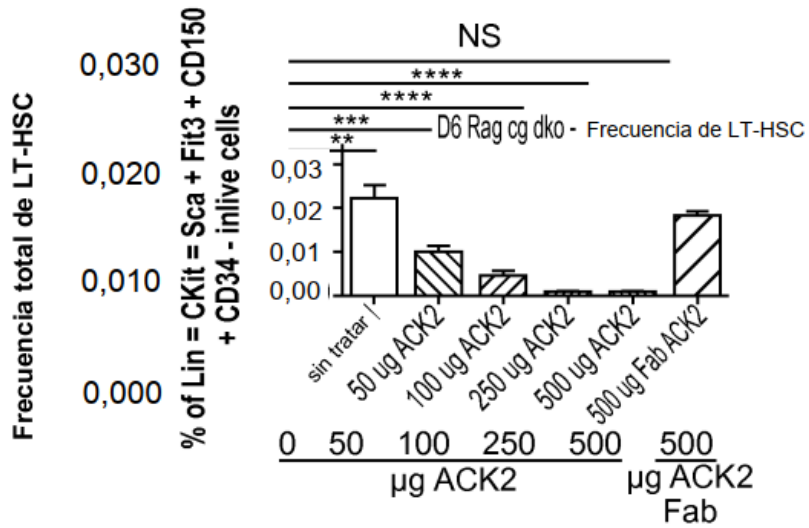 NS
****
****
***
**
D6 Rag cg dko - Frecuencia de LT-HSC
Frecuencia total de LT-HSC
0,030
0,020
0,010
0,000
% of Lin = CKit = Sca + Fit3 + CD150
+ CD34 - inlive cells
0,03
0,02
0,01
0,00
sin tratar |
50 ug ACK2
100 ug ACK2
250 ug ACK2
500 ug ACK2
500 ug Fab ACK2
0 50 100 250 500 500
µg ACK2
µg ACK2
Fab